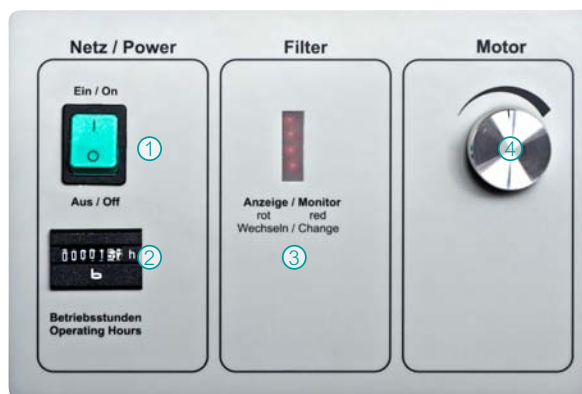 Netz / Power
Ein / On
I
O
1
Aus / Off
h
2
Betriebsstunden
Operating Hours
Filter
Anzeige / Monitor
rot red
Wechseln / Change
3
Motor
4